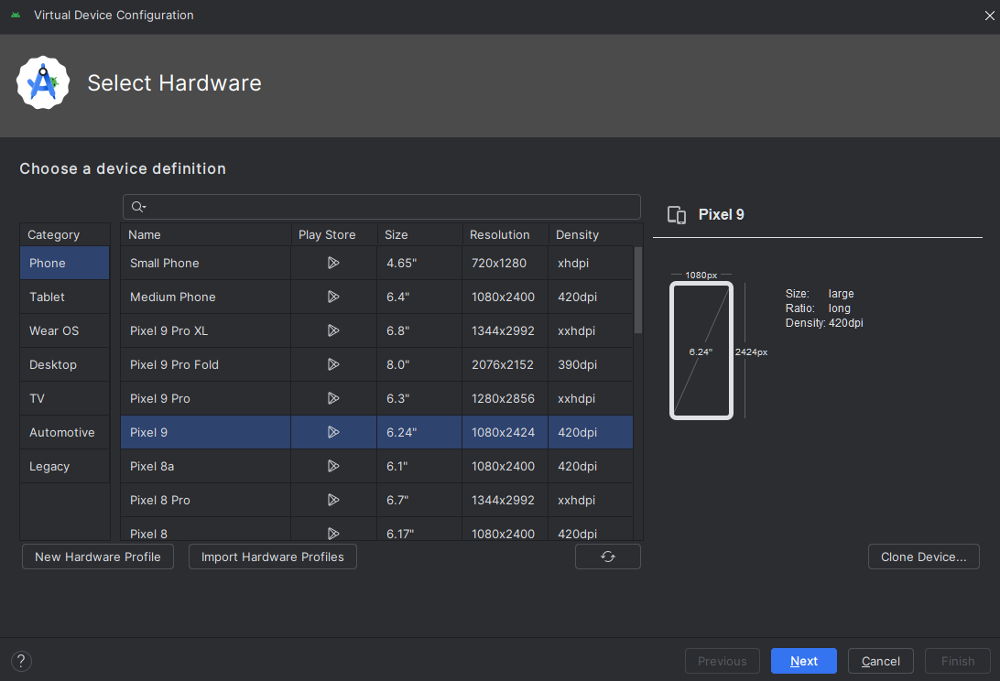 Virtual Device Configuration
Select Hardware
Choose a device definition
Category
Phone
Tablet
Wear OS
Desktop
TV
Automotive
Legacy
Name Play Store Size Resolution Density
Small Phone 4.65" 720x1280 xhdpi
Medium Phone 6.4" 1080x2400 420dpi
Pixel 9 Pro XL 6.8" 1344x2992 xxhdpi
Pixel 9 Pro Fold 8.0" 2076x2152 390dpi
Pixel 9 Pro 6.3" 1280x2856 xxhdpi
Pixel 9 6.24" 1080x2424 420dpi
Pixel 8a 6.1" 1080x2400 420dpi
Pixel 8 Pro 6.7" 1344x2992 xxhdpi
Pixel 8 6.17" 1080x2400 420dpi
Pixel 9
1080px
6.24"
2424px
Size: large
Ratio: long
Density: 420dpi
New Hardware Profile Import Hardware Profiles Clone Device...
? Previous Next Cancel Finish